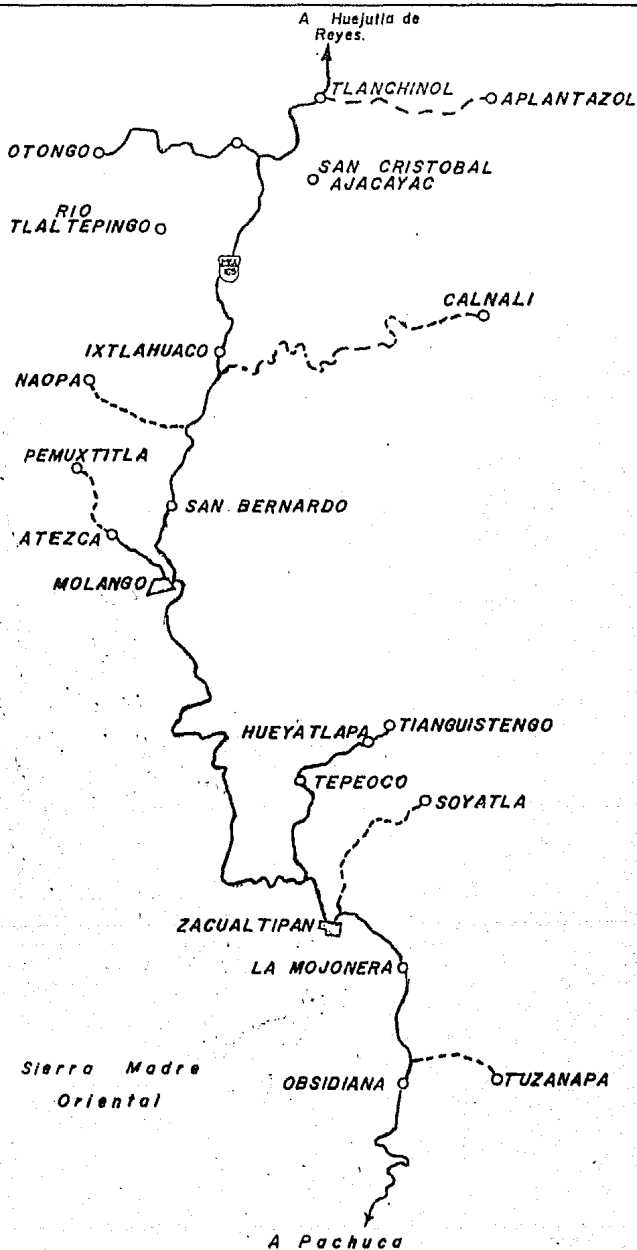 A Huejutla de
Reyes.
TLANCHINOL
APLANTAZOL
OTONGO
SAN CRISTOBAL
AJACAYAC
RIO
TLALTEPINGO
CALNALI
IXTLAHUACO
NAOPA
PEMUXTITLA
SAN BERNARDO
ATEZCA
MOLANGO
TIANGUISTENGO
HUEYATLAPA
TEPEOCO
SOYATLA
ZACUALTIPAN
LA MOJONERA
Sierra Madre
Oriental
OBSIDIANA
TUZANAPA
A Pachuca